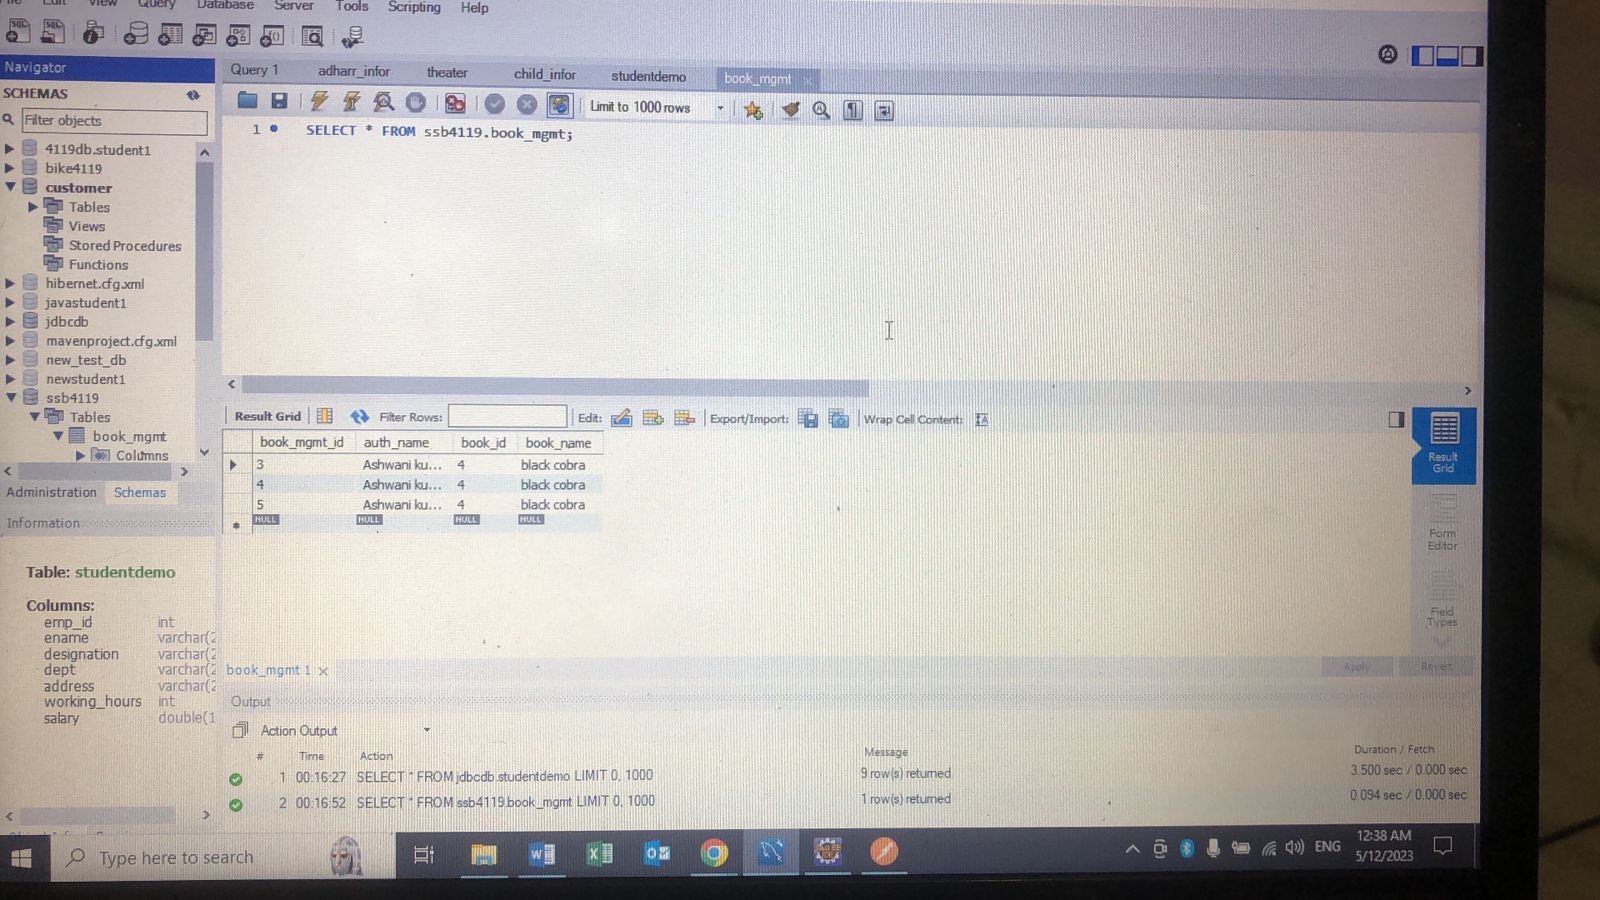 Edit View Query Database Server Tools Scripting Help
Navigator
SCHEMAS
Filter objects
4119db.student1
bike4119
customer
Tables
Views
Stored Procedures
Functions
hibernet.cfg.xml
javastudent1
jdbcdb
mavenproject.cfg.xml
new_test_db
newstudent1
ssb4119
Tables
book_mgmt
Columns
Administration Schemas
Information
Table: studentdemo
Columns:
emp_id int
ename varchar(2
designation varchar(2
dept varchar(2
address varchar(2
working_hours int
salary double(1
Query 1 adharr_infor theater child_infor studentdemo book_mgmt
Limit to 1000 rows
1 SELECT * FROM ssb4119.book_mgmt;
Result Grid Filter Rows: Edit: Export/Import: Wrap Cell Content:
book_mgmt_id auth_name book_id book_name
3 Ashwani ku... 4 black cobra
4 Ashwani ku... 4 black cobra
5 Ashwani ku... 4 black cobra
NULL NULL NULL NULL
Result
Grid
Form
Editor
Field
Types
book_mgmt 1
Apply Revert
Output
Action Output
# Time Action Message Duration / Fetch
1 00:16:27 SELECT * FROM jdbcdb.studentdemo LIMIT 0, 1000 9 row(s) returned 3.500 sec / 0.000 sec
2 00:16:52 SELECT * FROM ssb4119.book_mgmt LIMIT 0, 1000 1 row(s) returned 0.094 sec / 0.000 sec
Type here to search
ENG
12:38 AM
5/12/2023